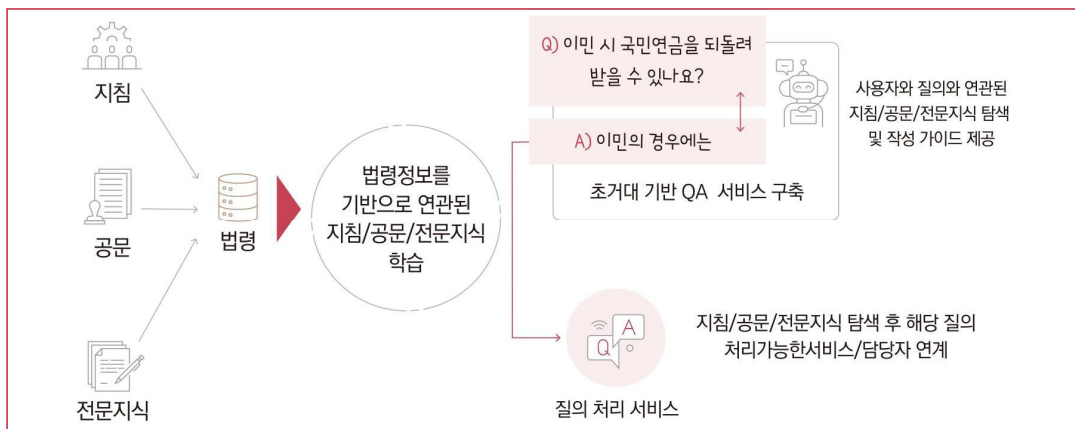 지침
공문
전문지식
법령
법령정보를
기반으로 연관된
지침/공문/전문지식
학습
Q) 이민 시 국민연금을 되돌려
받을 수 있나요?
A) 이민의 경우에는
초거대 기반 QA 서비스 구축
사용자와 질의와 연관된
지침/공문/전문지식 탐색
및 작성 가이드 제공
Q
A
질의 처리 서비스
지침/공문/전문지식 탐색 후 해당 질의
처리가능한서비스/담당자 연계